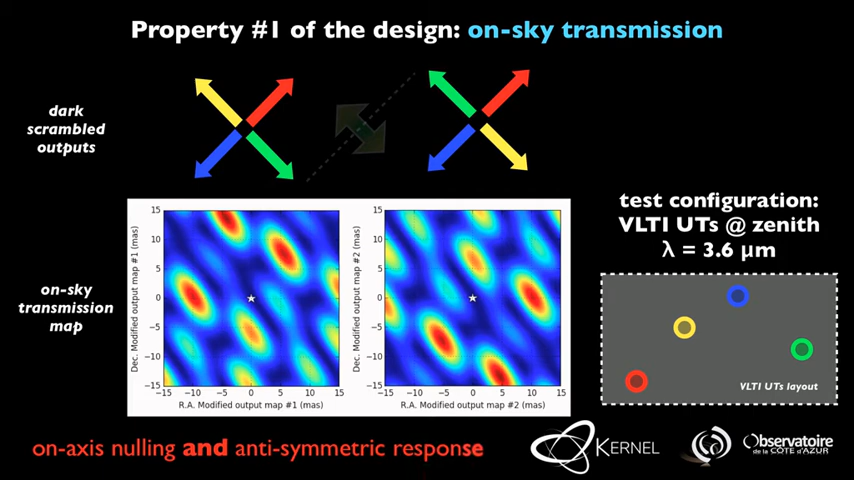 Property #1 of the design: on-sky transmission
dark
scrambled
outputs
on-sky
transmission
map
Dec. Modified output map #1 (mas)
15
10
5
0
−5
−10
−15
−15
−10
−5
0
5
10
15
R.A. Modified output map #1 (mas)
Dec. Modified output map #2 (mas)
15
10
5
0
−5
−10
−15
−15
−10
−5
0
5
10
15
R.A. Modified output map #2 (mas)
test configuration:
VLTI UTs @ zenith
λ = 3.6 µm
VLTI UTs layout
on-axis nulling and anti-symmetric response
KERNEL
Observatoire
de la CÔTE d'AZUR